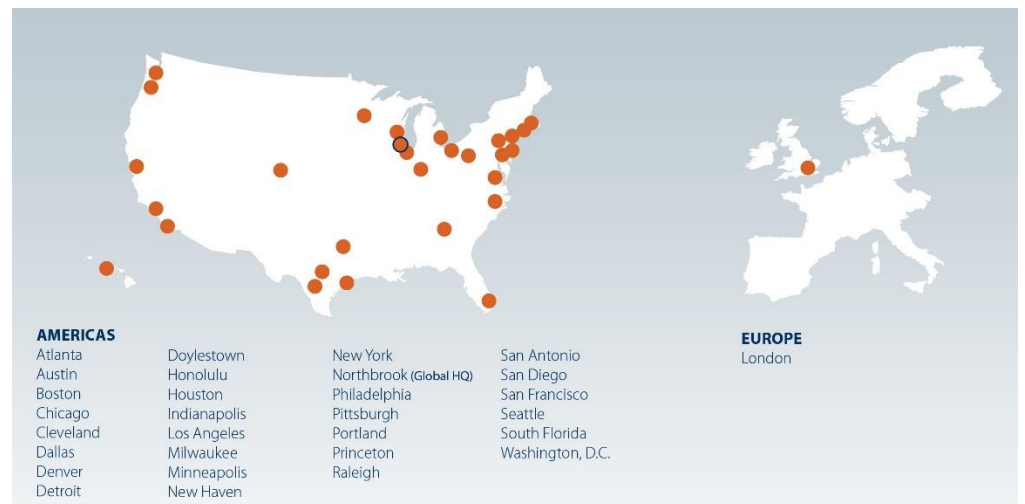 AMERICAS
Atlanta
Austin
Boston
Chicago
Cleveland
Dallas
Denver
Detroit
Doylestown
Honolulu
Houston
Indianapolis
Los Angeles
Milwaukee
Minneapolis
New Haven
New York
Northbrook (Global HQ)
Philadelphia
Pittsburgh
Portland
Princeton
Raleigh
San Antonio
San Diego
San Francisco
Seattle
South Florida
Washington, D.C.
EUROPE
London